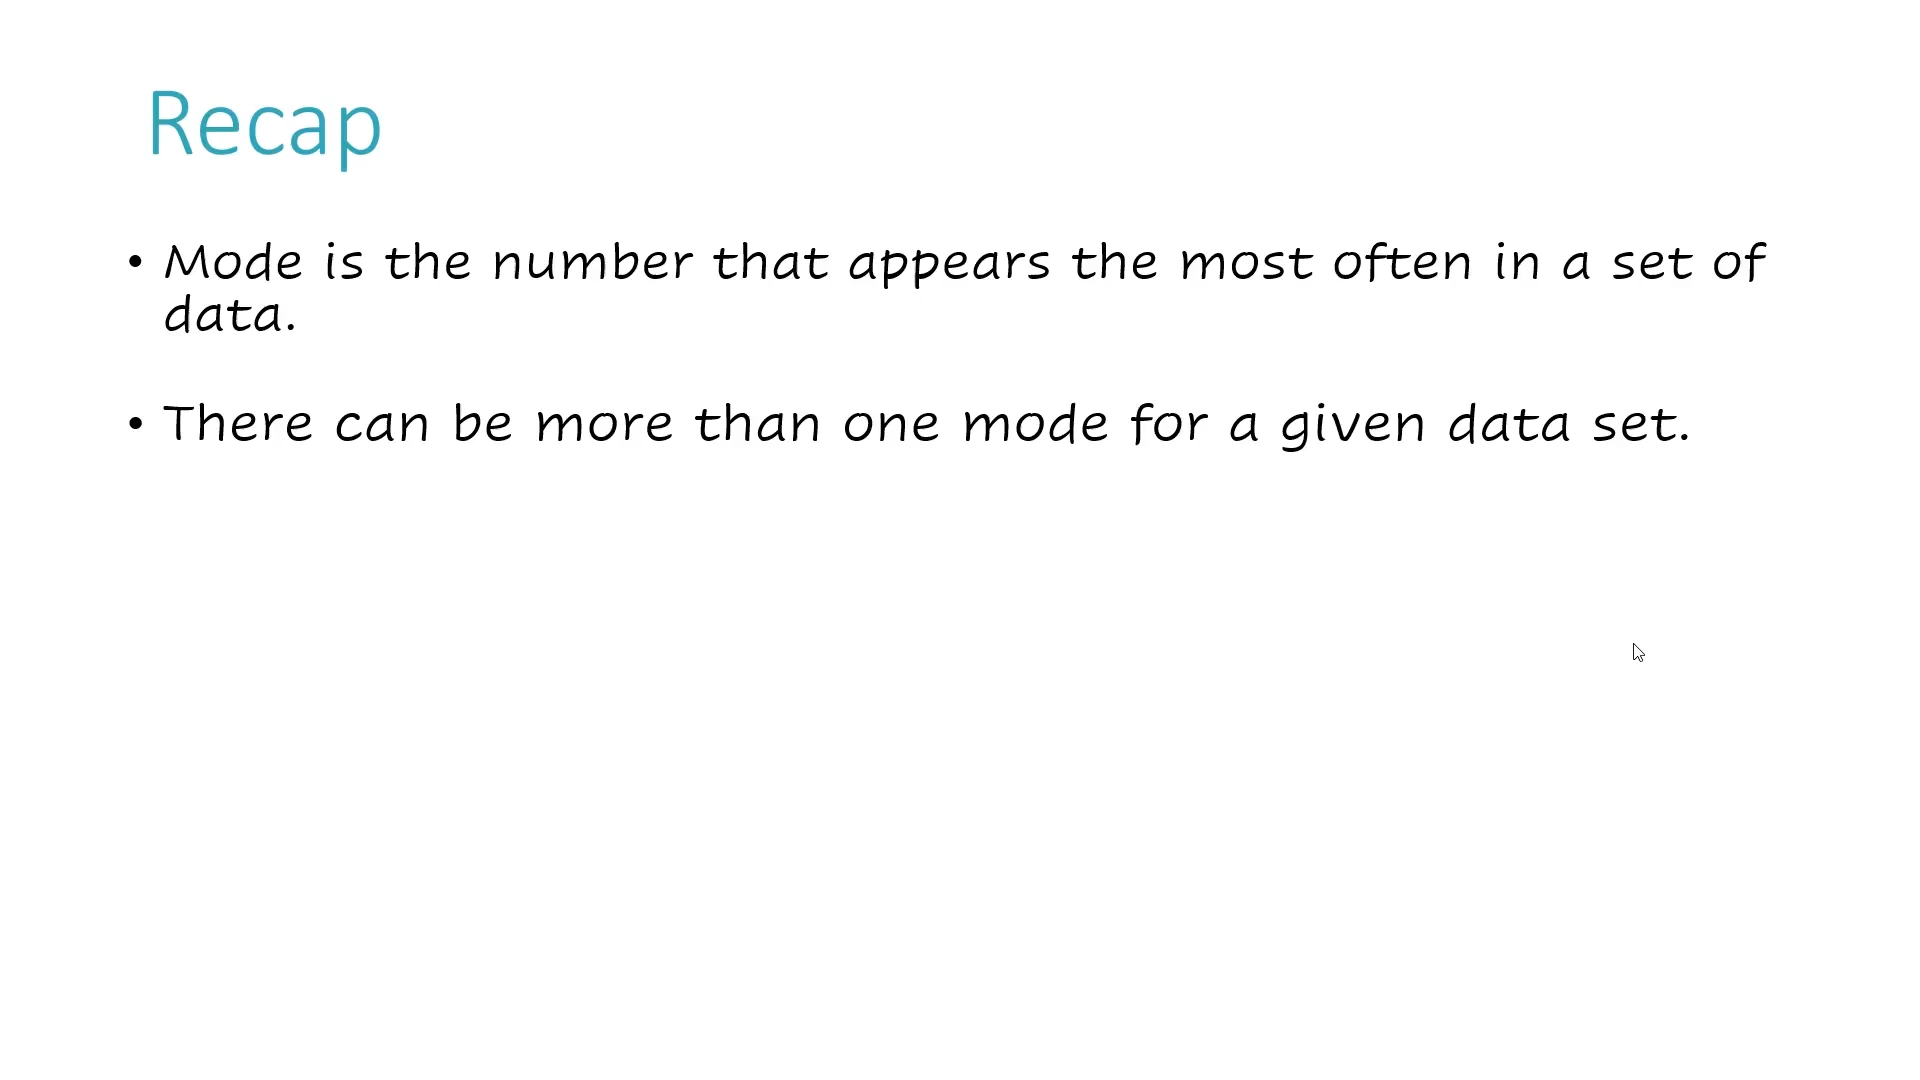 Recap
• Mode is the number that appears the most often in a set of
data.
• There can be more than one mode for a given data set.